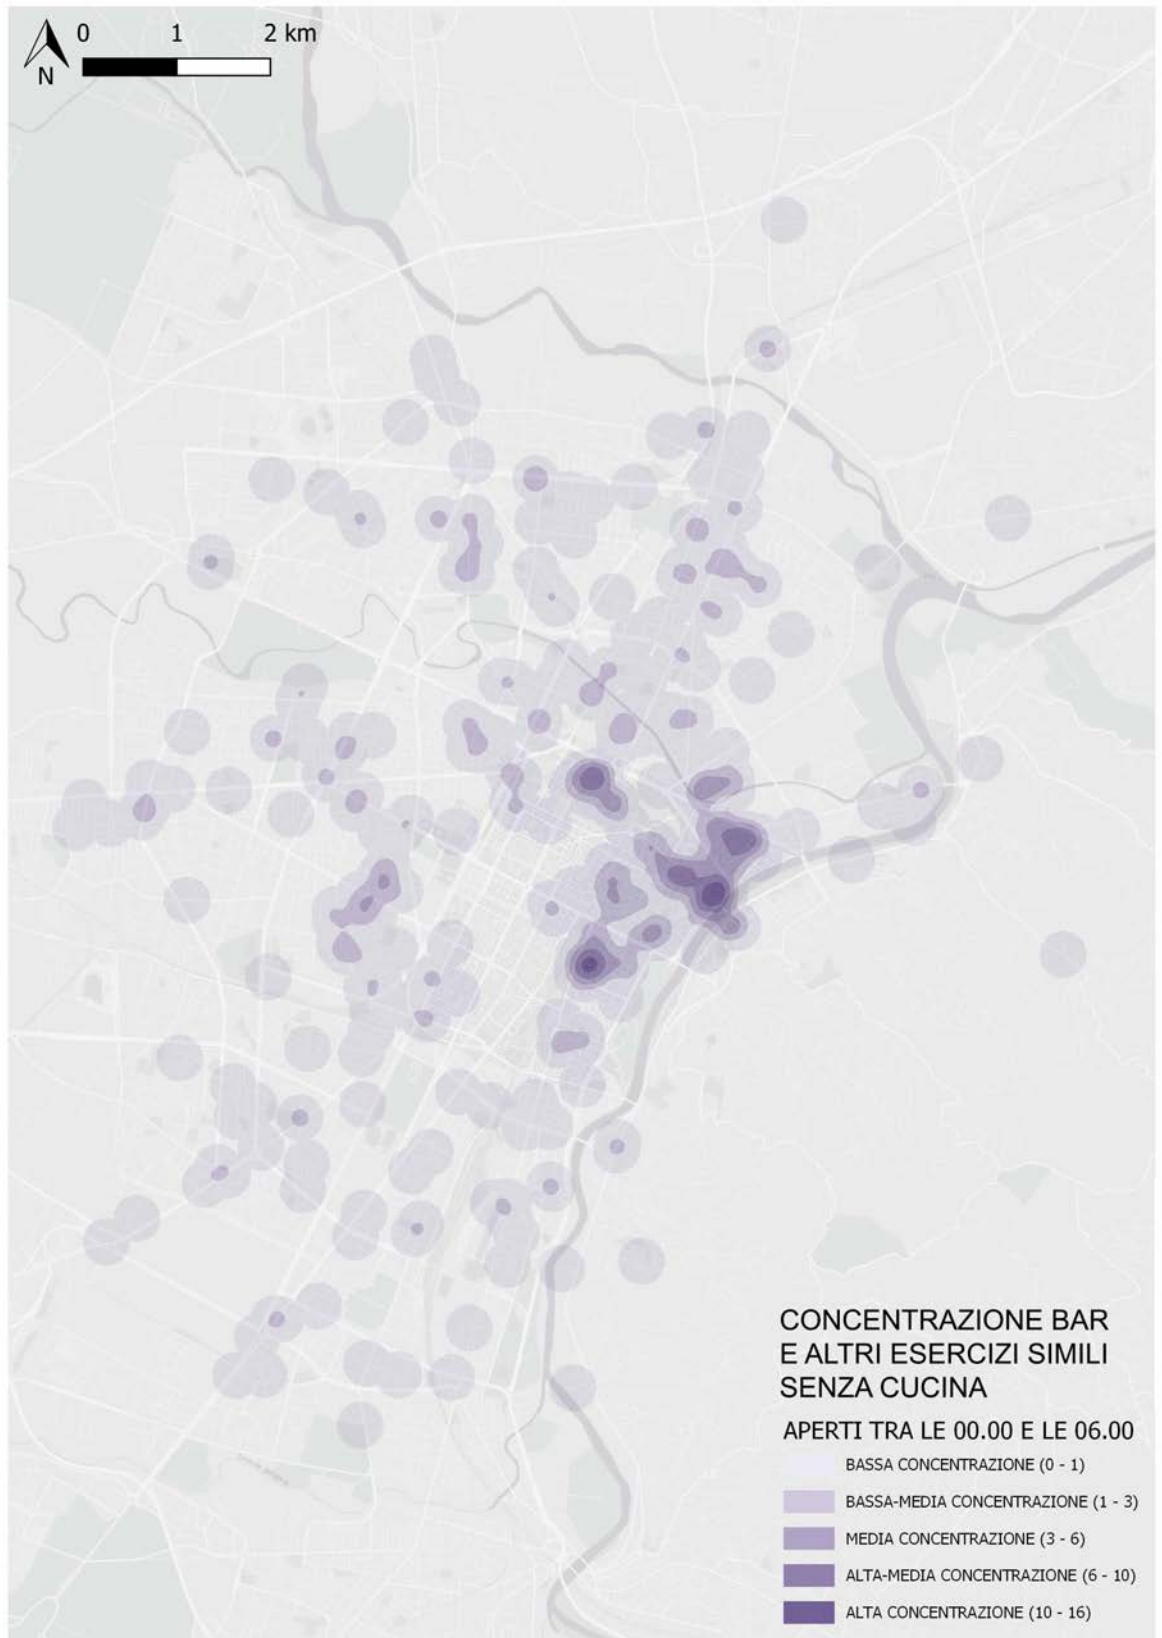 0 1 2 km
N
CONCENTRAZIONE BAR
E ALTRI ESERCIZI SIMILI
SENZA CUCINA
APERTI TRA LE 00.00 E LE 06.00
BASSA CONCENTRAZIONE (0 - 1)
BASSA-MEDIA CONCENTRAZIONE (1 - 3)
MEDIA CONCENTRAZIONE (3 - 6)
ALTA-MEDIA CONCENTRAZIONE (6 - 10)
ALTA CONCENTRAZIONE (10 - 16)